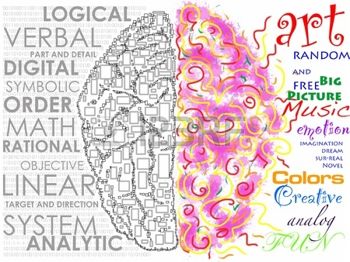 LOGICAL
VERBAL
PART AND DETAIL
DIGITAL
SYMBOLIC
ORDER
MATH
RATIONAL
OBJECTIVE
LINEAR
TARGET AND DIRECTION
SYSTEM
ANALYTIC
art
RANDOM
AND
FREE BIG
PICTURE
Music
emotion
IMAGINATION
DREAM
SUR-REAL
NOVEL
Colors
Creative
analog
FUN